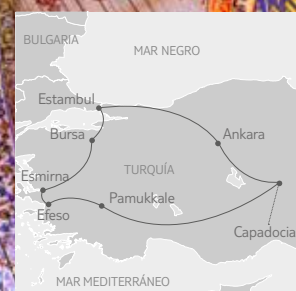 BULGARIA
MAR NEGRO
Estambul
Bursa
Ankara
Esmirna
TURQUÍA
Pamukkale
Efeso
Capadocia
MAR MEDITERRÁNEO